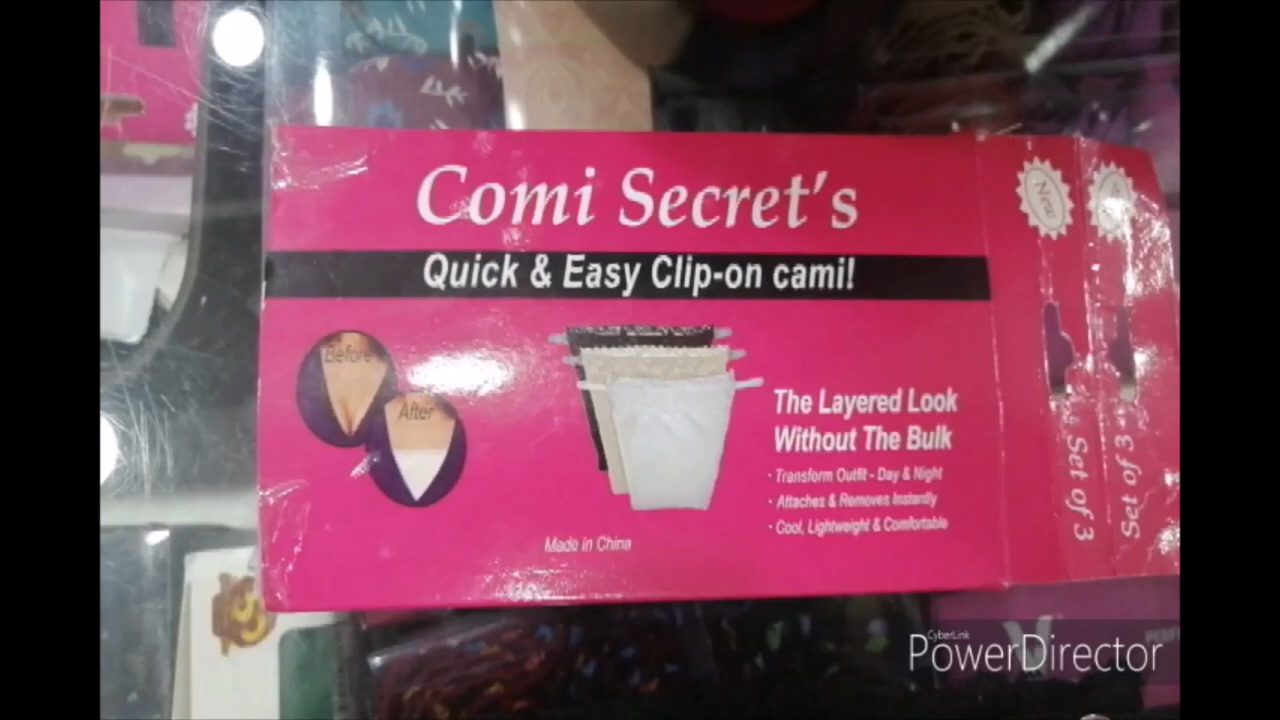 Comi Secret's
Quick & Easy Clip-on cami!
Before
After
The Layered Look
Without The Bulk
· Transform Outfit - Day & Night
· Attaches & Removes Instantly
· Cool, Lightweight & Comfortable
Made in China
New
Set of 3
Set of 3
CyberLink
PowerDirector